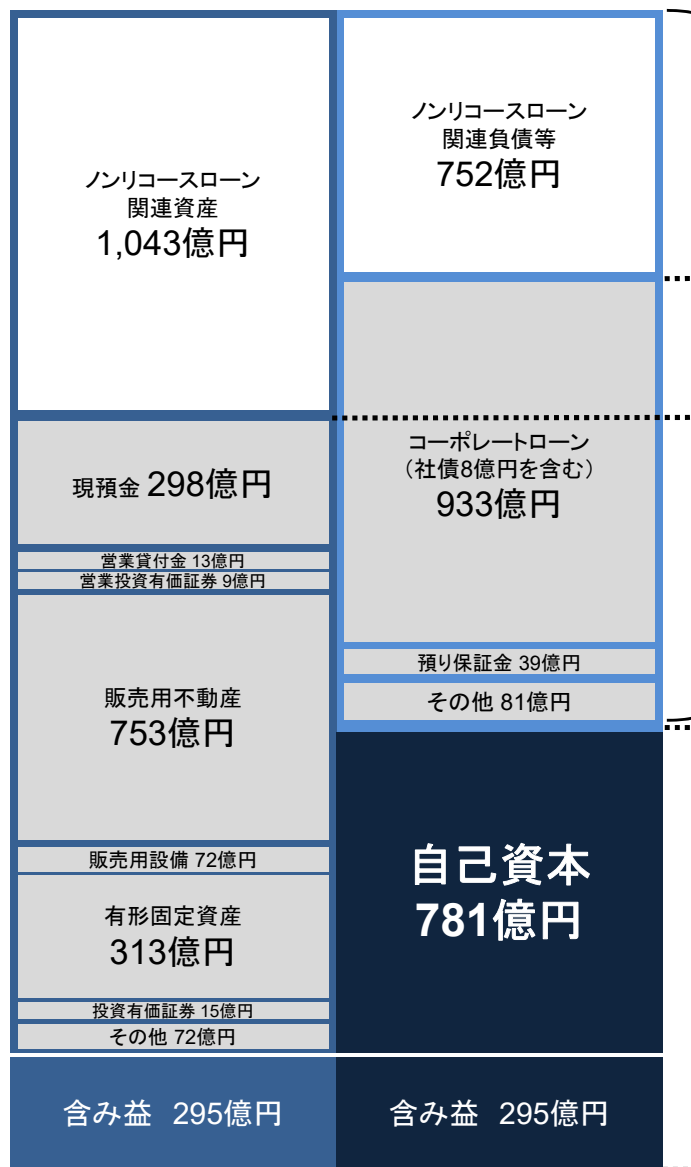 ノンリコースローン
関連資産
1,043億円
現預金 298億円
営業貸付金 13億円
営業投資有価証券 9億円
販売用不動産
753億円
販売用設備 72億円
有形固定資産
313億円
投資有価証券 15億円
その他 72億円
含み益 295億円
ノンリコースローン
関連負債等
752億円
コーポレートローン
（社債8億円を含む）
933億円
預り保証金 39億円
その他 81億円
自己資本
781億円
含み益 295億円